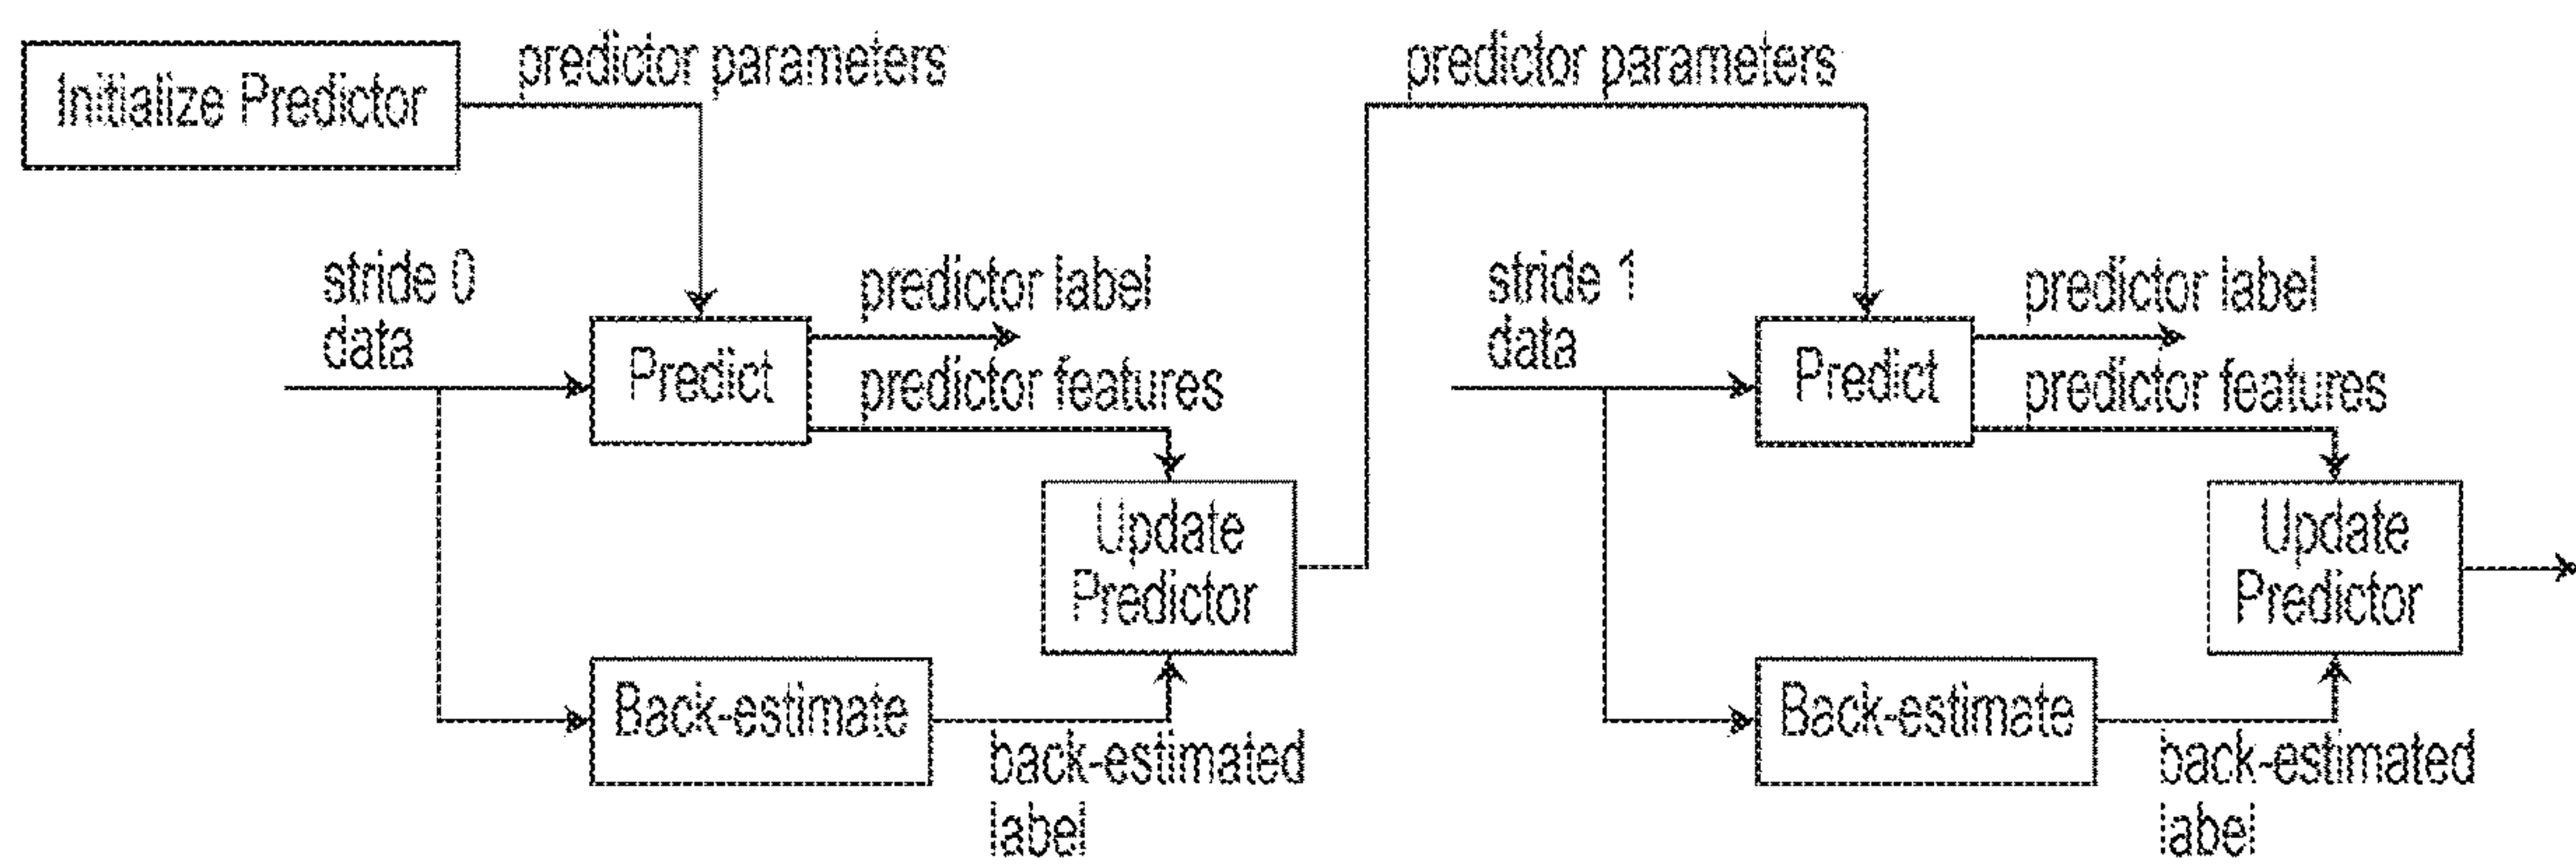 Initialize Predictor
predictor parameters
predictor parameters
stride 0
data
predictor label
Predict
predictor features
Update
Predictor
Back-estimate
back-estimated
label
stride 1
data
predictor label
Predict
predictor features
Update
Predictor
Back-estimate
back-estimated
label